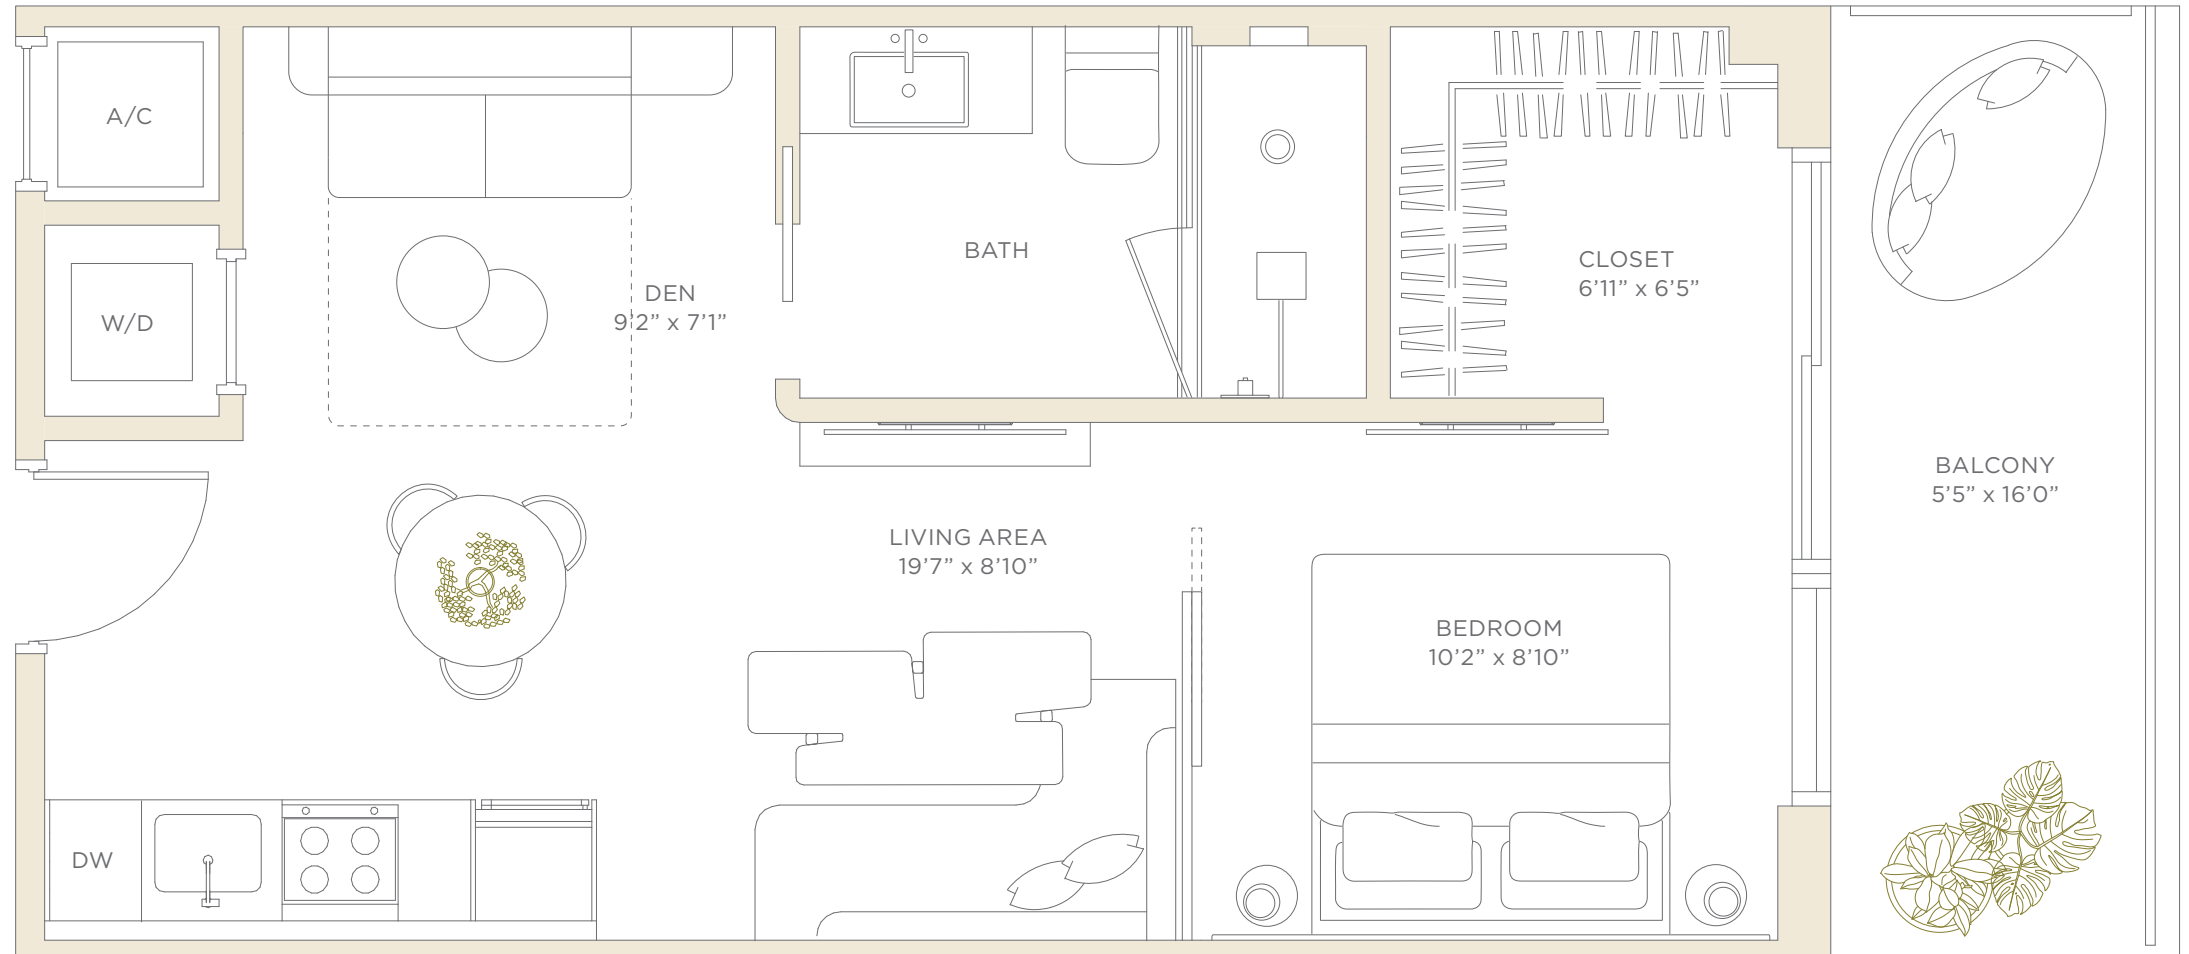 A/C
W/D
DEN
9’2” x 7’1”
BATH
CLOSET
6’11” x 6’5”
BALCONY
5’5” x 16’0”
LIVING AREA
19’7” x 8’10”
BEDROOM
10’2” x 8’10”
DW